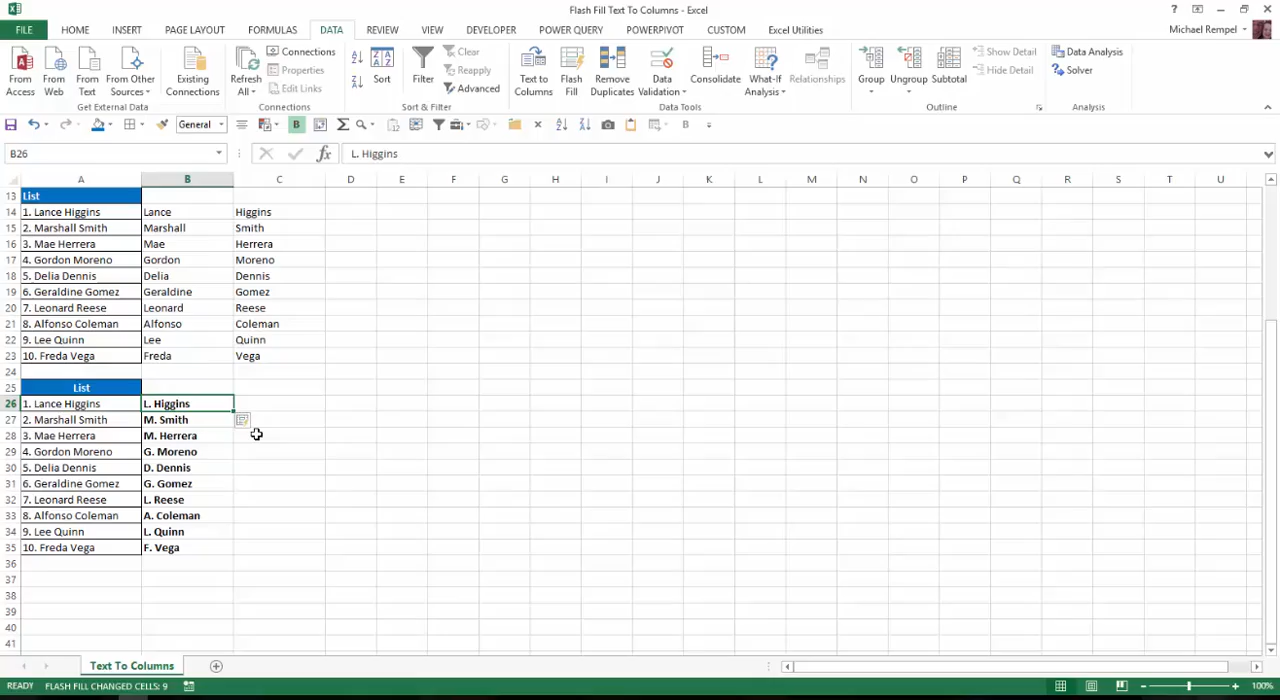 Flash Fill Text To Columns - Excel
FILE HOME INSERT PAGE LAYOUT FORMULAS DATA REVIEW VIEW DEVELOPER POWER QUERY POWERPIVOT CUSTOM Excel Utilities Michael Rempel
From Access
From Web
From Text
From Other Sources
Existing Connections
Get External Data
Refresh All
Connections
Properties
Edit Links
Connections
Sort
Filter
Clear
Reapply
Advanced
Sort & Filter
Text to Columns
Flash Fill
Remove Duplicates
Data Validation
Consolidate
What-If Analysis
Relationships
Data Tools
Group
Ungroup
Subtotal
Show Detail
Hide Detail
Outline
Data Analysis
Solver
Analysis
General
B26 fx L. Higgins
A B C D E F G H I J K L M N O P Q R S T U
13 List
14 1. Lance Higgins Lance Higgins
15 2. Marshall Smith Marshall Smith
16 3. Mae Herrera Mae Herrera
17 4. Gordon Moreno Gordon Moreno
18 5. Delia Dennis Delia Dennis
19 6. Geraldine Gomez Geraldine Gomez
20 7. Leonard Reese Leonard Reese
21 8. Alfonso Coleman Alfonso Coleman
22 9. Lee Quinn Lee Quinn
23 10. Freda Vega Freda Vega
24
25 List
26 1. Lance Higgins L. Higgins
27 2. Marshall Smith M. Smith
28 3. Mae Herrera M. Herrera
29 4. Gordon Moreno G. Moreno
30 5. Delia Dennis D. Dennis
31 6. Geraldine Gomez G. Gomez
32 7. Leonard Reese L. Reese
33 8. Alfonso Coleman A. Coleman
34 9. Lee Quinn L. Quinn
35 10. Freda Vega F. Vega
36
37
38
39
40
41
Text To Columns
READY FLASH FILL CHANGED CELLS: 9 100%